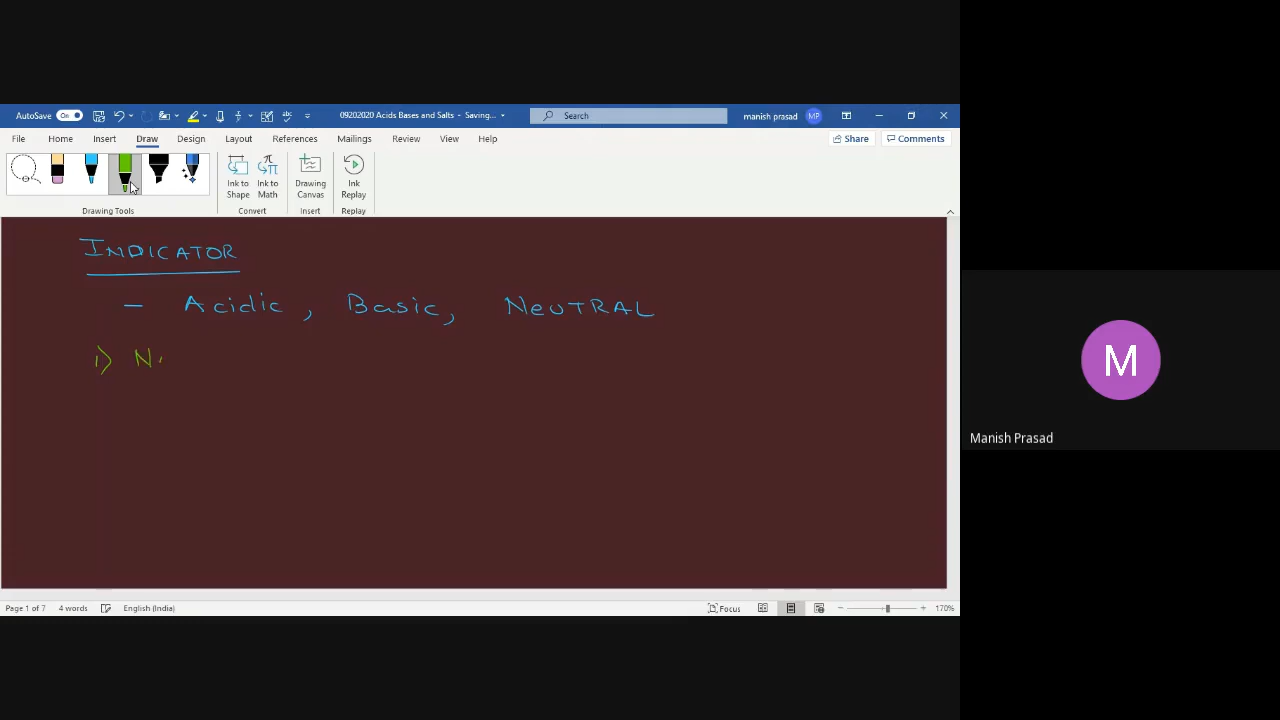 AutoSave On 09202020 Acids Bases and Salts - Saving... Search manish prasad MP
File Home Insert Draw Design Layout References Mailings Review View Help Share Comments
Ink to Shape Ink to Math Drawing Canvas Ink Replay
Drawing Tools Convert Insert Replay
INDICATOR
- Acidic, Basic, NeUTRAL
1) N
M
Manish Prasad
Page 1 of 7 4 words English (India) Focus 170%